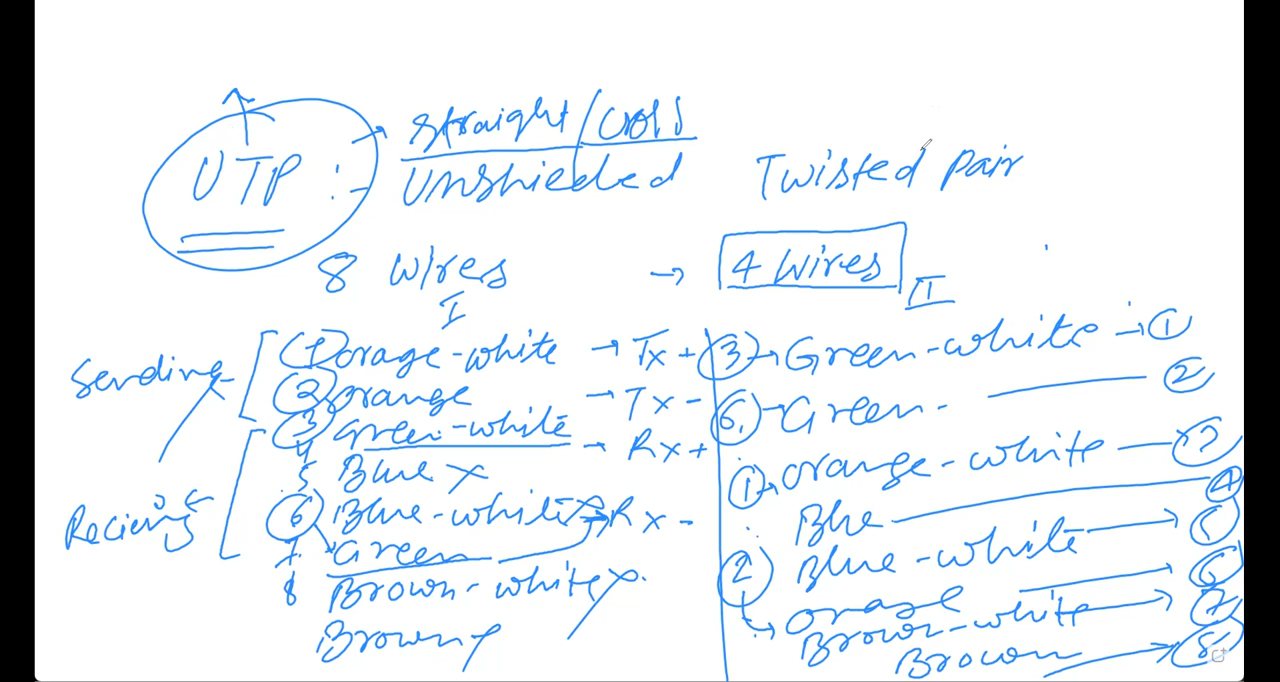 Straight/Cross
UTP :- Unshielded Twisted Pair
8 Wires → 4 Wires
I II
Sending
(1) orage-white → Tx +
(2) orange → Tx -
(3) Green-white → Rx +
4
5 Blue x
Recieving
(6) Blue-white x Rx -
7 Green
8 Brown-white x.
Brown
(3) → Green-white → (1)
(6) → Green - (2)
(1) → orange-white
Blue (4)
Blue-white → (5)
(2) → orage → (6)
Brown-white → (7)
Brown → (8)